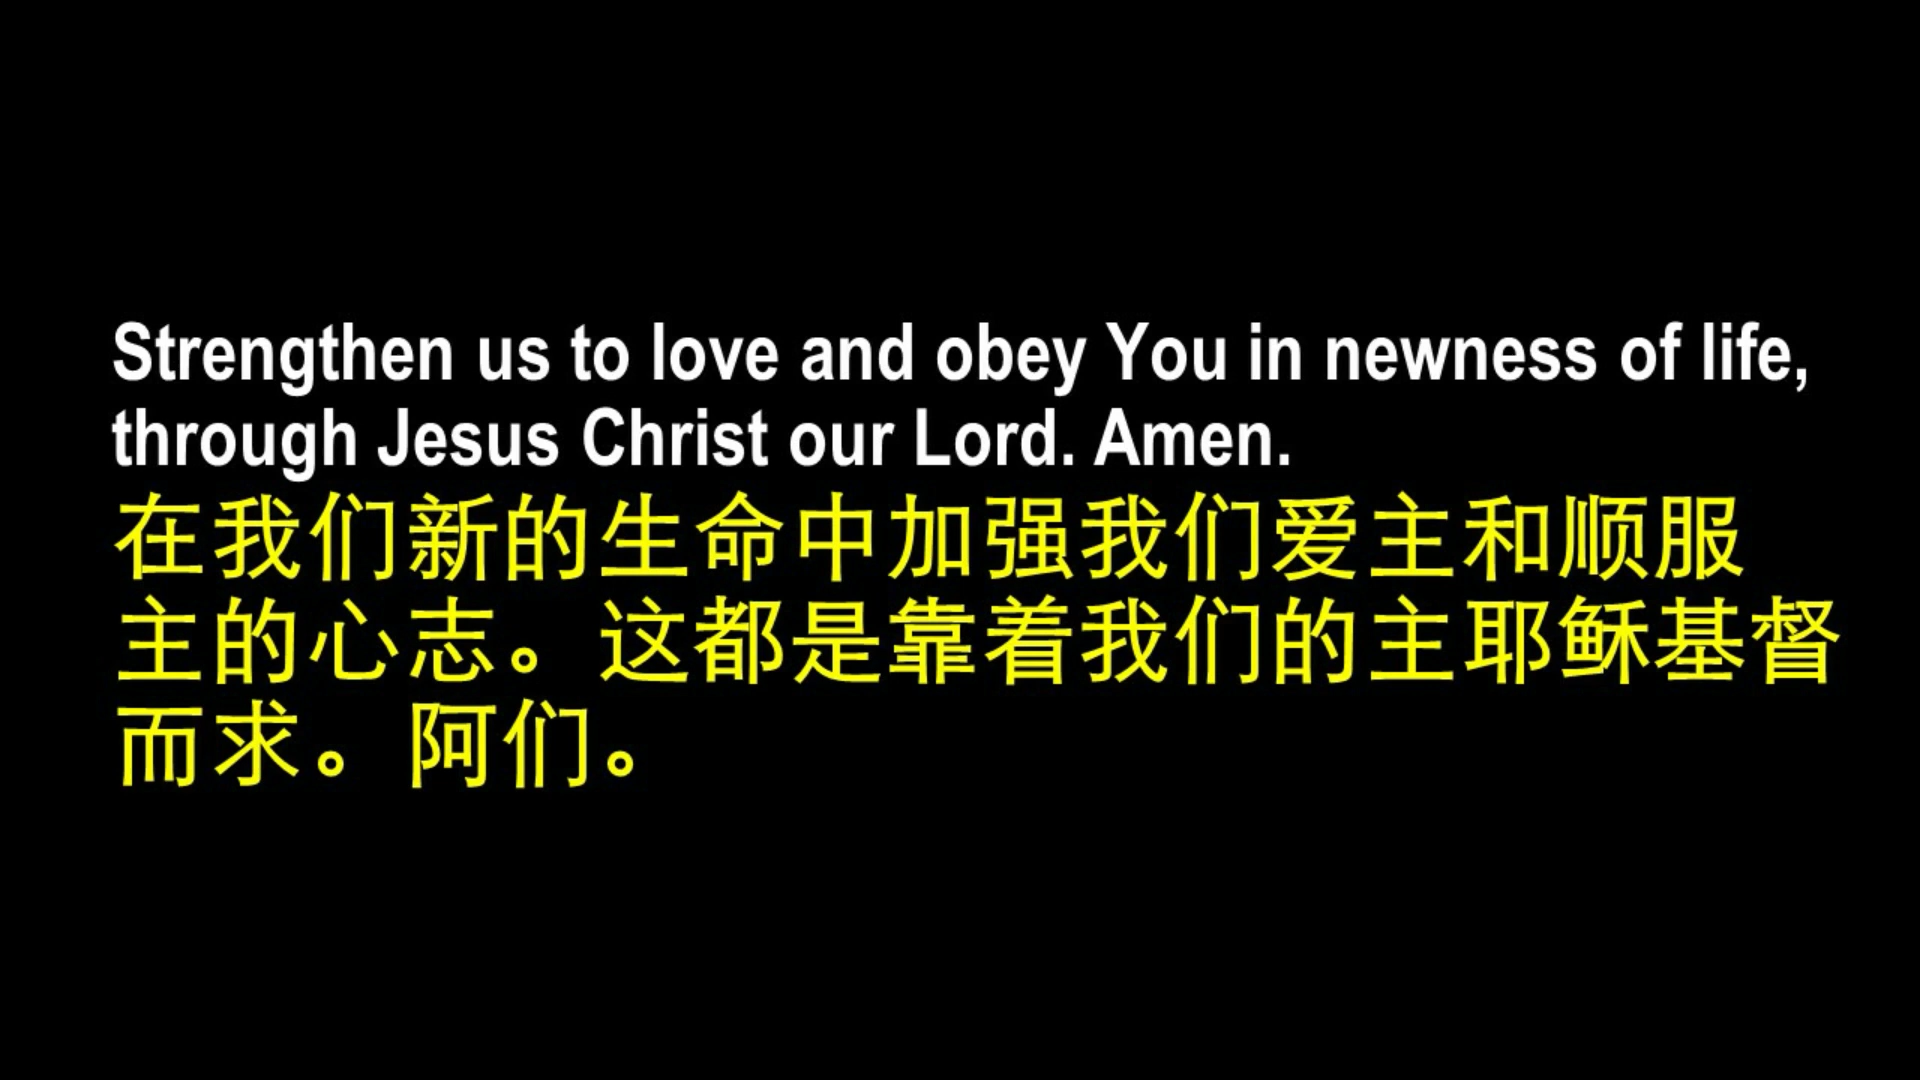 Strengthen us to love and obey You in newness of life,
through Jesus Christ our Lord. Amen.
在我们新的生命中加强我们爱主和顺服
主的心志。这都是靠着我们的主耶稣基督
而求。阿们。